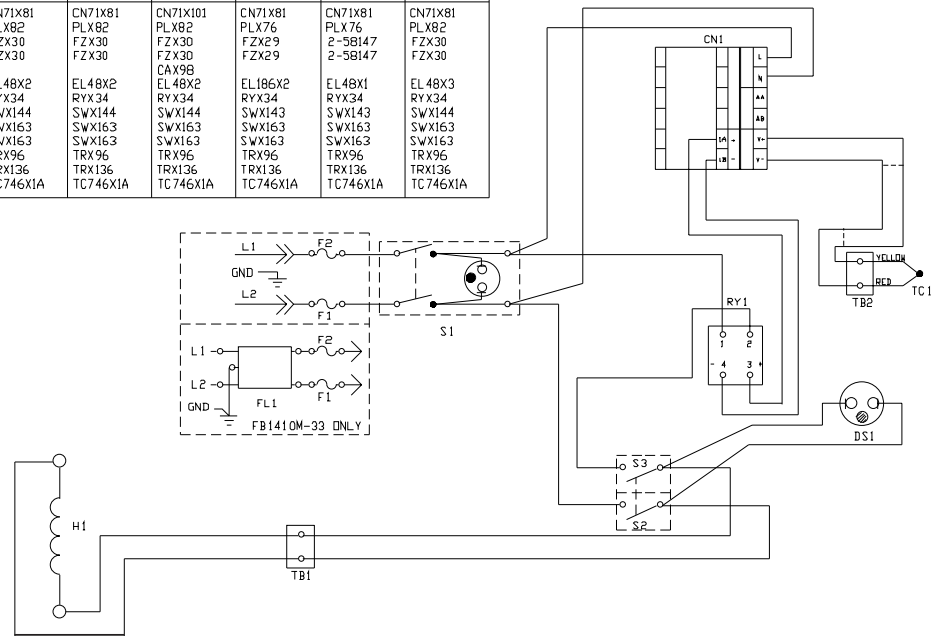 CN71X81 CN71X81 CN71X101 CN71X81 CN71X81 CN71X81
PLX82 PLX82 PLX82 PLX76 PLX76 PLX82
FZX30 FZX30 FZX30 FZX29 2-58147 FZX30
FZX30 FZX30 FZX30 FZX29 2-58147 FZX30
CAX98
EL48X2 EL48X2 EL48X2 EL186X2 EL48X1 EL48X3
RYX34 RYX34 RYX34 RYX34 RYX34 RYX34
SWX144 SWX144 SWX144 SWX143 SWX143 SWX144
SWX163 SWX163 SWX163 SWX163 SWX163 SWX163
SWX163 SWX163 SWX163 SWX163 SWX163 SWX163
TRX96 TRX96 TRX96 TRX96 TRX96 TRX96
TRX136 TRX136 TRX136 TRX136 TRX136 TRX136
TC746X1A TC746X1A TC746X1A TC746X1A TC746X1A TC746X1A
CN1
L
N
AA
AB
1A + V+
1B - V-
L1
F2
GND
L2
F1
S1
YELLOW
RED
TB2
TC1
RY1
1 2
- 4 3 +
L1
F2
L2
F1
GND
FL1
FB1410M-33 ONLY
DS1
S3
S2
H1
TB1